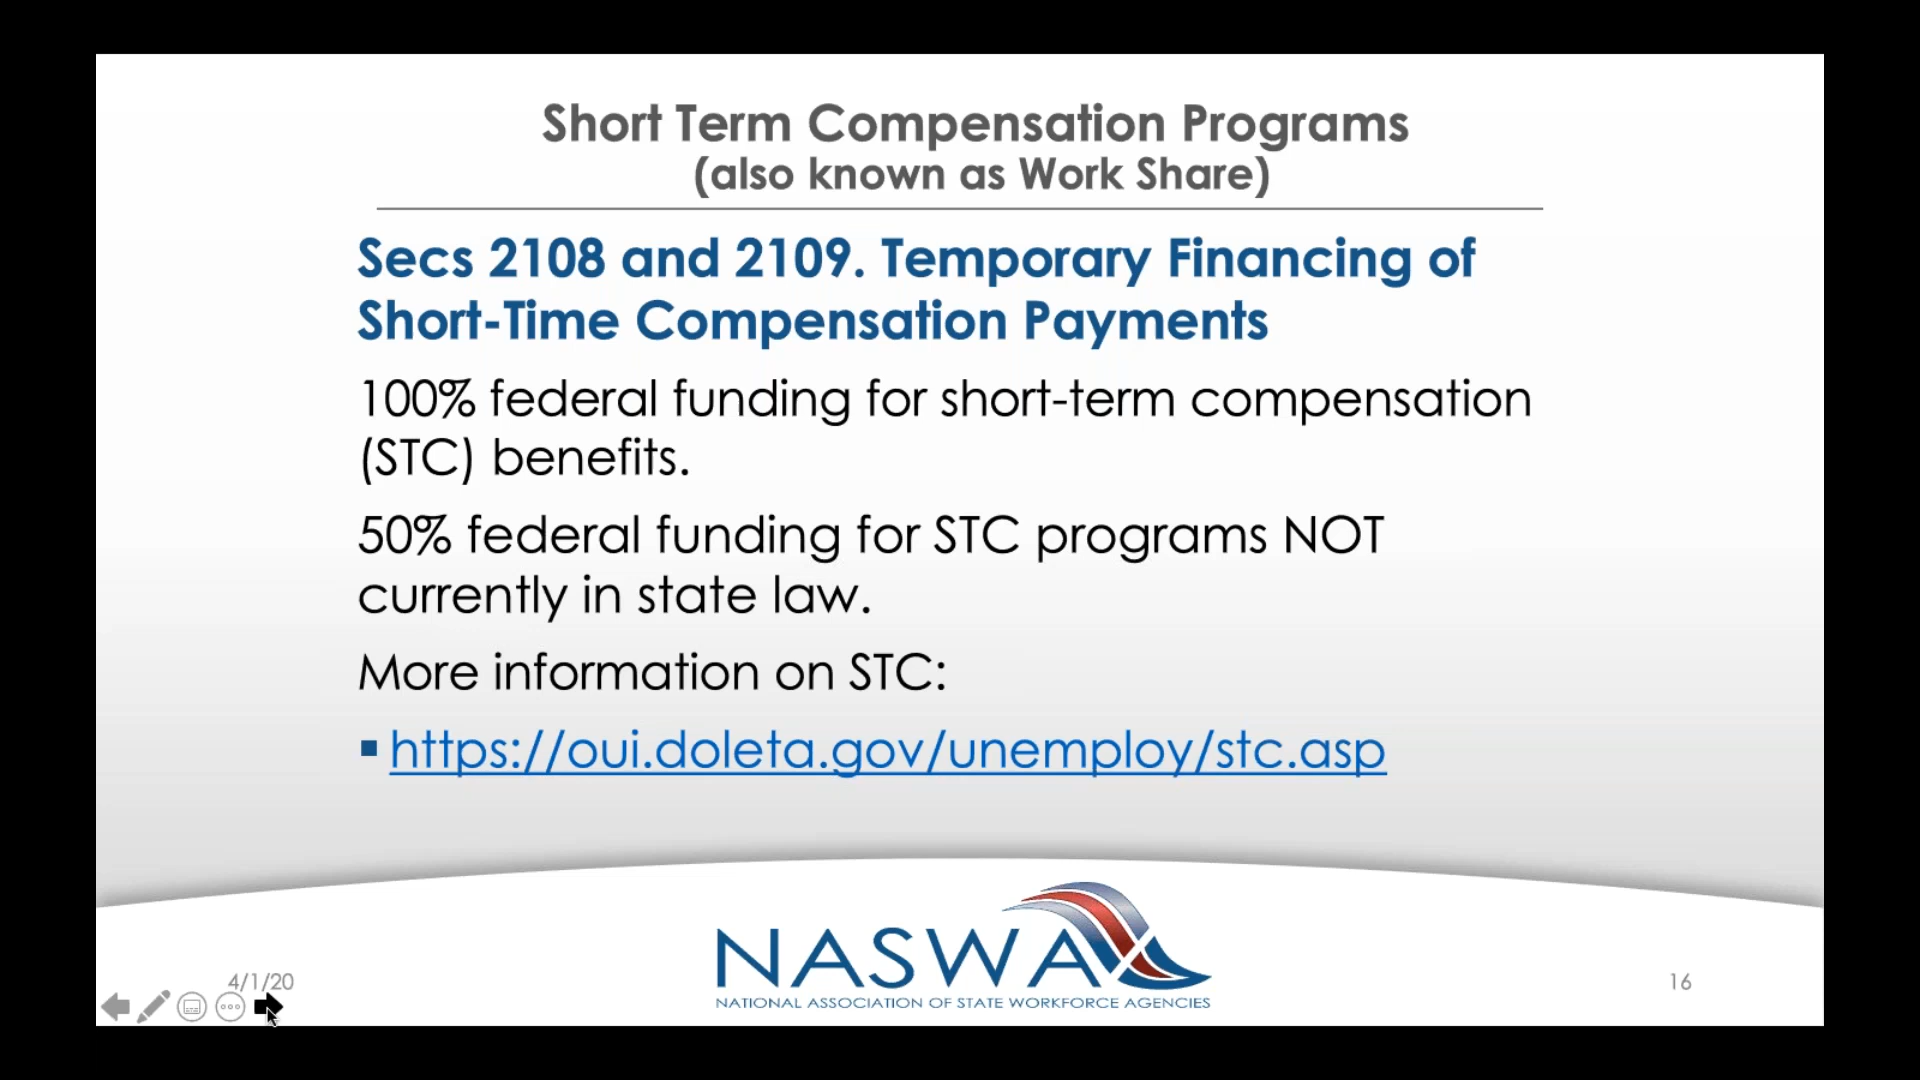 Short Term Compensation Programs
(also known as Work Share)
Secs 2108 and 2109. Temporary Financing of
Short-Time Compensation Payments
100% federal funding for short-term compensation
(STC) benefits.
50% federal funding for STC programs NOT
currently in state law.
More information on STC:
▪ https://oui.doleta.gov/unemploy/stc.asp
NASWA
NATIONAL ASSOCIATION OF STATE WORKFORCE AGENCIES
4/1/20
16